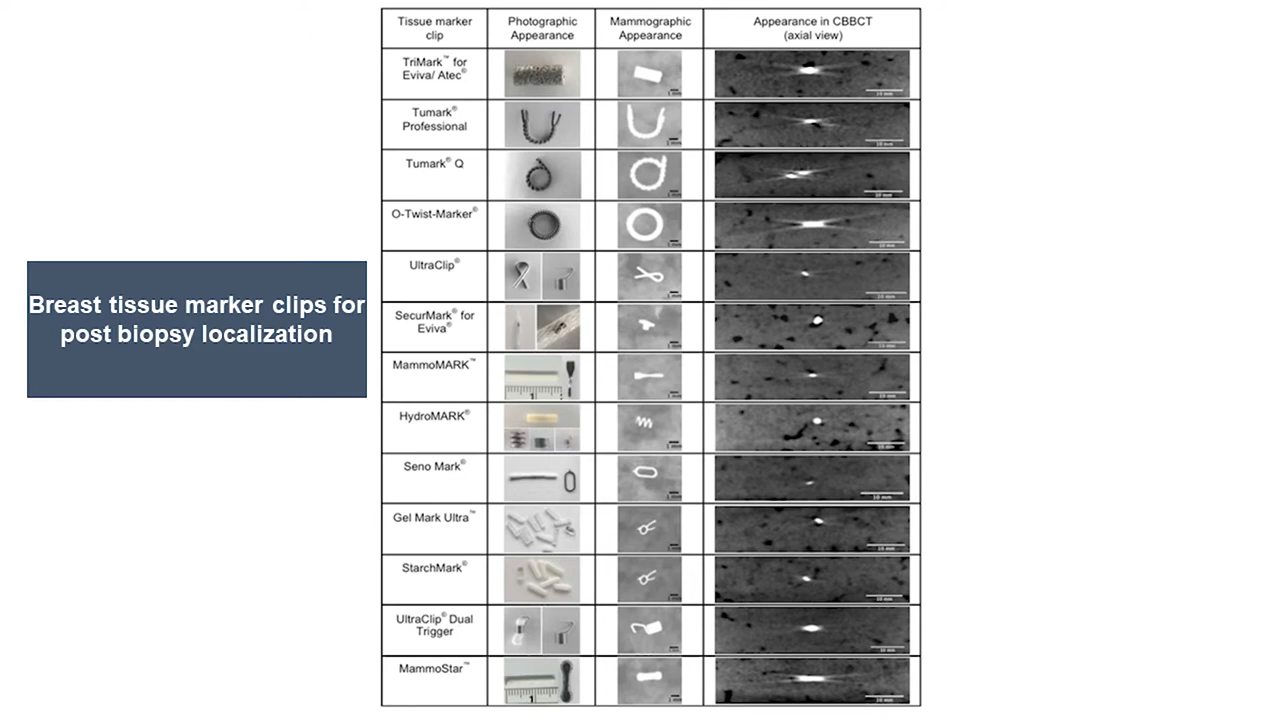 Breast tissue marker clips for
post biopsy localization
Tissue marker
clip
Photographic
Appearance
Mammographic
Appearance
Appearance in CBBCT
(axial view)
TriMark™ for
Eviva/ Atec®
Tumark®
Professional
Tumark® Q
O-Twist-Marker®
UltraClip®
SecurMark® for
Eviva®
MammoMARK™
1
HydroMARK®
Seno Mark®
Gel Mark Ultra™
StarchMark®
UltraClip® Dual
Trigger
MammoStar™
1